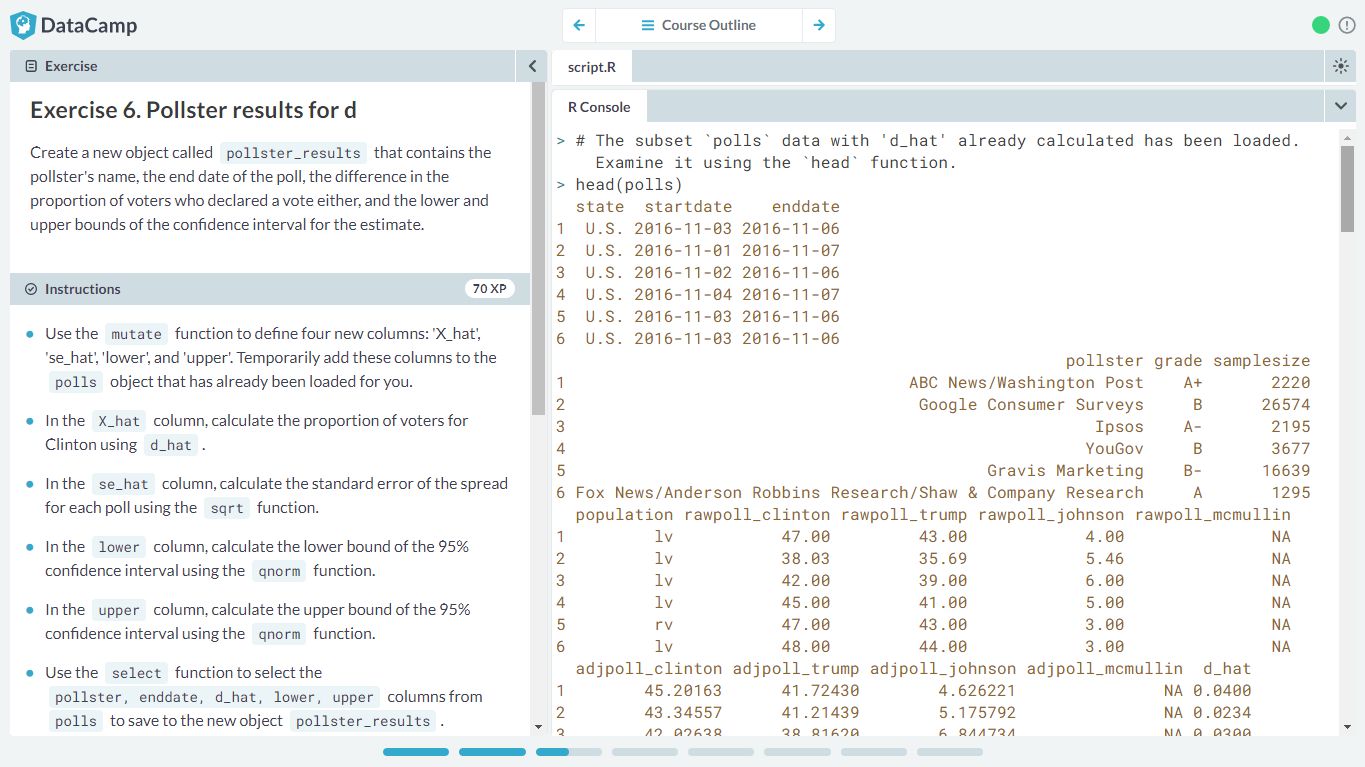 DataCamp
Course Outline
Exercise
Exercise 6. Pollster results for d
Create a new object called pollster_results that contains the
pollster's name, the end date of the poll, the difference in the
proportion of voters who declared a vote either, and the lower and
upper bounds of the confidence interval for the estimate.
Instructions
70 XP
Use the mutate function to define four new columns: 'X_hat',
'se_hat', 'lower', and 'upper'. Temporarily add these columns to the
polls object that has already been loaded for you.
In the X_hat column, calculate the proportion of voters for
Clinton using d_hat .
In the se_hat column, calculate the standard error of the spread
for each poll using the sqrt function.
In the lower column, calculate the lower bound of the 95%
confidence interval using the qnorm function.
In the upper column, calculate the upper bound of the 95%
confidence interval using the qnorm function.
Use the select function to select the
pollster, enddate, d_hat, lower, upper columns from
polls to save to the new object pollster_results .
script.R
R Console
> # The subset `polls` data with 'd_hat' already calculated has been loaded.
Examine it using the `head` function.
> head(polls)
state startdate enddate
1 U.S. 2016-11-03 2016-11-06
2 U.S. 2016-11-01 2016-11-07
3 U.S. 2016-11-02 2016-11-06
4 U.S. 2016-11-04 2016-11-07
5 U.S. 2016-11-03 2016-11-06
6 U.S. 2016-11-03 2016-11-06
pollster grade samplesize
1 ABC News/Washington Post A+ 2220
2 Google Consumer Surveys B 26574
3 Ipsos A- 2195
4 YouGov B 3677
5 Gravis Marketing B- 16639
6 Fox News/Anderson Robbins Research/Shaw & Company Research A 1295
population rawpoll_clinton rawpoll_trump rawpoll_johnson rawpoll_mcmullin
1 lv 47.00 43.00 4.00 NA
2 lv 38.03 35.69 5.46 NA
3 lv 42.00 39.00 6.00 NA
4 lv 45.00 41.00 5.00 NA
5 rv 47.00 43.00 3.00 NA
6 lv 48.00 44.00 3.00 NA
adjpoll_clinton adjpoll_trump adjpoll_johnson adjpoll_mcmullin d_hat
1 45.20163 41.72430 4.626221 NA 0.0400
2 43.34557 41.21439 5.175792 NA 0.0234
3 42.02638 38.81620 6.844734 NA 0.0300